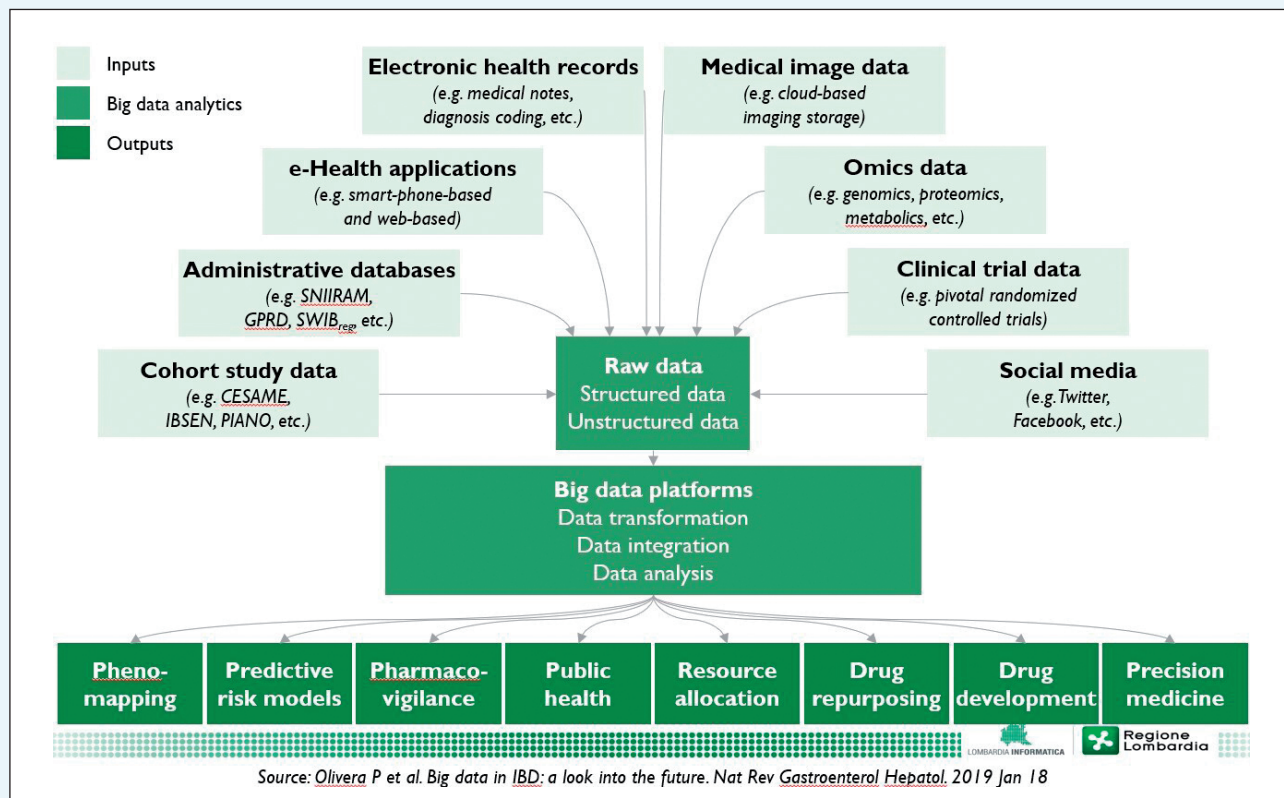 Inputs
Big data analytics
Outputs
Electronic health records
(e.g. medical notes,
diagnosis coding, etc.)
Medical image data
(e.g. cloud-based
imaging storage)
e-Health applications
(e.g. smart-phone-based
and web-based)
Omics data
(e.g. genomics, proteomics,
metabolics, etc.)
Administrative databases
(e.g. SNIIRAM,
GPRD, SWIBreg, etc.)
Clinical trial data
(e.g. pivotal randomized
controlled trials)
Cohort study data
(e.g. CESAME,
IBSEN, PIANO, etc.)
Raw data
Structured data
Unstructured data
Social media
(e.g. Twitter,
Facebook, etc.)
Big data platforms
Data transformation
Data integration
Data analysis
Pheno-
mapping
Predictive
risk models
Pharmaco-
vigilance
Public
health
Resource
allocation
Drug
repurposing
Drug
development
Precision
medicine
LOMBARDIA INFORMATICA
Regione
Lombardia
Source: Olivera P et al. Big data in IBD: a look into the future. Nat Rev Gastroenterol Hepatol. 2019 Jan 18